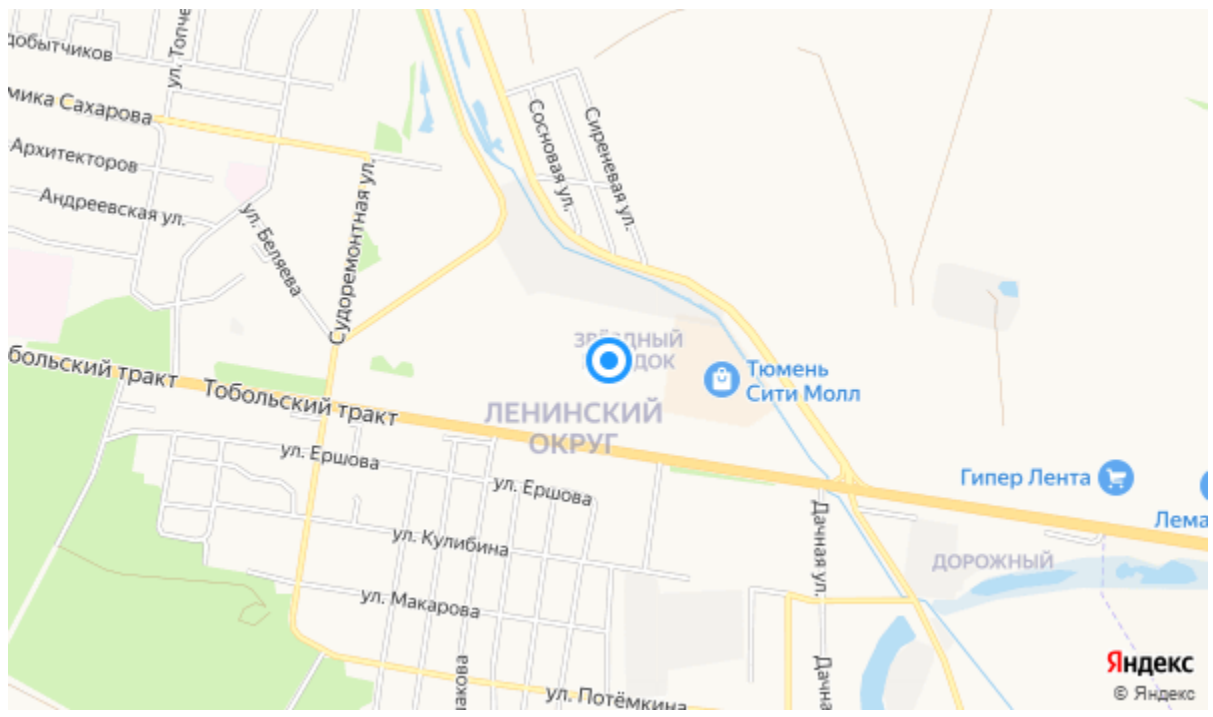 добытчиков
ул. Топче
мика Сахарова
Архитекторов
Андреевская ул.
ул. Беляева
Судоремонтная ул.
Сосновая ул.
Сиреневая ул.
Тюмень
Сити Молл
больский тракт
Тобольский тракт
ЛЕНИНСКИЙ
ОКРУГ
ул. Ершова
ул. Ершова
Гипер Лента
Лема
ул. Кулибина
Дачная ул.
ДОРОЖНЫЙ
ул. Макарова
ул. Потёмкина
Дачна
Яндекс
© Яндекс